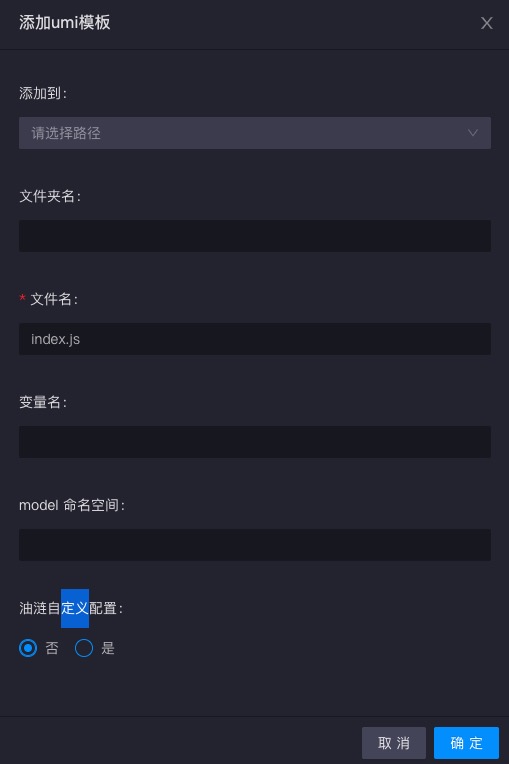 添加umi模板
添加到:
请选择路径
文件夹名:
* 文件名:
index.js
变量名:
model 命名空间:
油涟自定义配置:
否 是
取 消 确 定